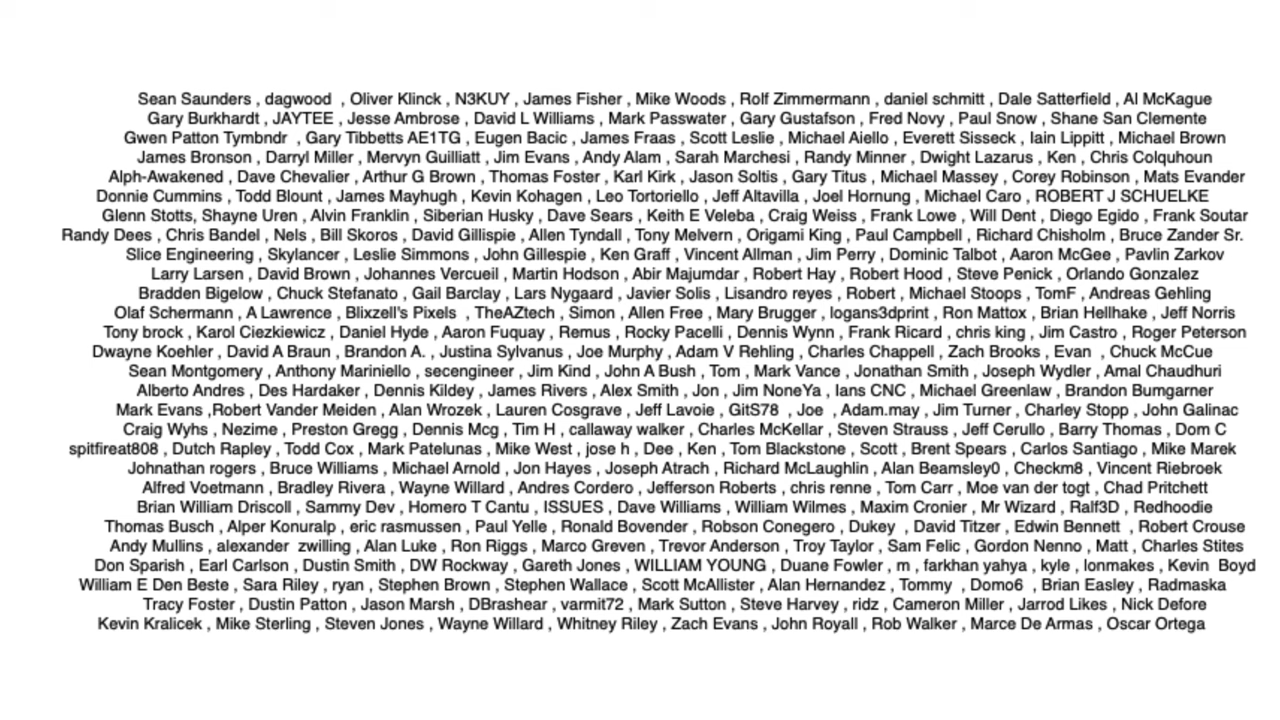 Sean Saunders , dagwood  , Oliver Klinck , N3KUY , James Fisher , Mike Woods , Rolf Zimmermann , daniel schmitt , Dale Satterfield , Al McKague
Gary Burkhardt , JAYTEE , Jesse Ambrose , David L Williams , Mark Passwater , Gary Gustafson , Fred Novy , Paul Snow , Shane San Clemente
Gwen Patton Tymbndr  , Gary Tibbetts AE1TG , Eugen Bacic , James Fraas , Scott Leslie , Michael Aiello , Everett Sisseck , Iain Lippitt , Michael Brown
James Bronson , Darryl Miller , Mervyn Guilliatt , Jim Evans , Andy Alam , Sarah Marchesi , Randy Minner , Dwight Lazarus , Ken , Chris Colquhoun
Alph-Awakened , Dave Chevalier , Arthur G Brown , Thomas Foster , Karl Kirk , Jason Soltis , Gary Titus , Michael Massey , Corey Robinson , Mats Evander
Donnie Cummins , Todd Blount , James Mayhugh , Kevin Kohagen , Leo Tortoriello , Jeff Altavilla , Joel Hornung , Michael Caro , ROBERT J SCHUELKE
Glenn Stotts, Shayne Uren , Alvin Franklin , Siberian Husky , Dave Sears , Keith E Veleba , Craig Weiss , Frank Lowe , Will Dent , Diego Egido , Frank Soutar
Randy Dees , Chris Bandel , Nels , Bill Skoros , David Gillispie , Allen Tyndall , Tony Melvern , Origami King , Paul Campbell , Richard Chisholm , Bruce Zander Sr.
Slice Engineering , Skylancer , Leslie Simmons , John Gillespie , Ken Graff , Vincent Allman , Jim Perry , Dominic Talbot , Aaron McGee , Pavlin Zarkov
Larry Larsen , David Brown , Johannes Vercueil , Martin Hodson , Abir Majumdar , Robert Hay , Robert Hood , Steve Penick , Orlando Gonzalez
Bradden Bigelow , Chuck Stefanato , Gail Barclay , Lars Nygaard , Javier Solis , Lisandro reyes , Robert , Michael Stoops , TomF , Andreas Gehling
Olaf Schermann , A Lawrence , Blixzell's Pixels  , TheAZtech , Simon , Allen Free , Mary Brugger , logans3dprint , Ron Mattox , Brian Hellhake , Jeff Norris
Tony brock , Karol Ciezkiewicz , Daniel Hyde , Aaron Fuquay , Remus , Rocky Pacelli , Dennis Wynn , Frank Ricard , chris king , Jim Castro , Roger Peterson
Dwayne Koehler , David A Braun , Brandon A. , Justina Sylvanus , Joe Murphy , Adam V Rehling , Charles Chappell , Zach Brooks , Evan  , Chuck McCue
Sean Montgomery , Anthony Mariniello , secengineer , Jim Kind , John A Bush , Tom , Mark Vance , Jonathan Smith , Joseph Wydler , Amal Chaudhuri
Alberto Andres , Des Hardaker , Dennis Kildey , James Rivers , Alex Smith , Jon , Jim NoneYa , Ians CNC , Michael Greenlaw , Brandon Bumgarner
Mark Evans ,Robert Vander Meiden , Alan Wrozek , Lauren Cosgrave , Jeff Lavoie , GitS78  , Joe  , Adam.may , Jim Turner , Charley Stopp , John Galinac
Craig Wyhs , Nezime , Preston Gregg , Dennis Mcg , Tim H , callaway walker , Charles McKellar , Steven Strauss , Jeff Cerullo , Barry Thomas , Dom C
spitfireat808 , Dutch Rapley , Todd Cox , Mark Patelunas , Mike West , jose h , Dee , Ken , Tom Blackstone , Scott , Brent Spears , Carlos Santiago , Mike Marek
Johnathan rogers , Bruce Williams , Michael Arnold , Jon Hayes , Joseph Atrach , Richard McLaughlin , Alan Beamsley0 , Checkm8 , Vincent Riebroek
Alfred Voetmann , Bradley Rivera , Wayne Willard , Andres Cordero , Jefferson Roberts , chris renne , Tom Carr , Moe van der togt , Chad Pritchett
Brian William Driscoll , Sammy Dev , Homero T Cantu , ISSUES , Dave Williams , William Wilmes , Maxim Cronier , Mr Wizard , Ralf3D , Redhoodie
Thomas Busch , Alper Konuralp , eric rasmussen , Paul Yelle , Ronald Bovender , Robson Conegero , Dukey  , David Titzer , Edwin Bennett  , Robert Crouse
Andy Mullins , alexander  zwilling , Alan Luke , Ron Riggs , Marco Greven , Trevor Anderson , Troy Taylor , Sam Felic , Gordon Nenno , Matt , Charles Stites
Don Sparish , Earl Carlson , Dustin Smith , DW Rockway , Gareth Jones , WILLIAM YOUNG , Duane Fowler , m , farkhan yahya , kyle , lonmakes , Kevin  Boyd
William E Den Beste , Sara Riley , ryan , Stephen Brown , Stephen Wallace , Scott McAllister , Alan Hernandez , Tommy  , Domo6  , Brian Easley , Radmaska
Tracy Foster , Dustin Patton , Jason Marsh , DBrashear , varmit72 , Mark Sutton , Steve Harvey , ridz , Cameron Miller , Jarrod Likes , Nick Defore
Kevin Kralicek , Mike Sterling , Steven Jones , Wayne Willard , Whitney Riley , Zach Evans , John Royall , Rob Walker , Marce De Armas , Oscar Ortega